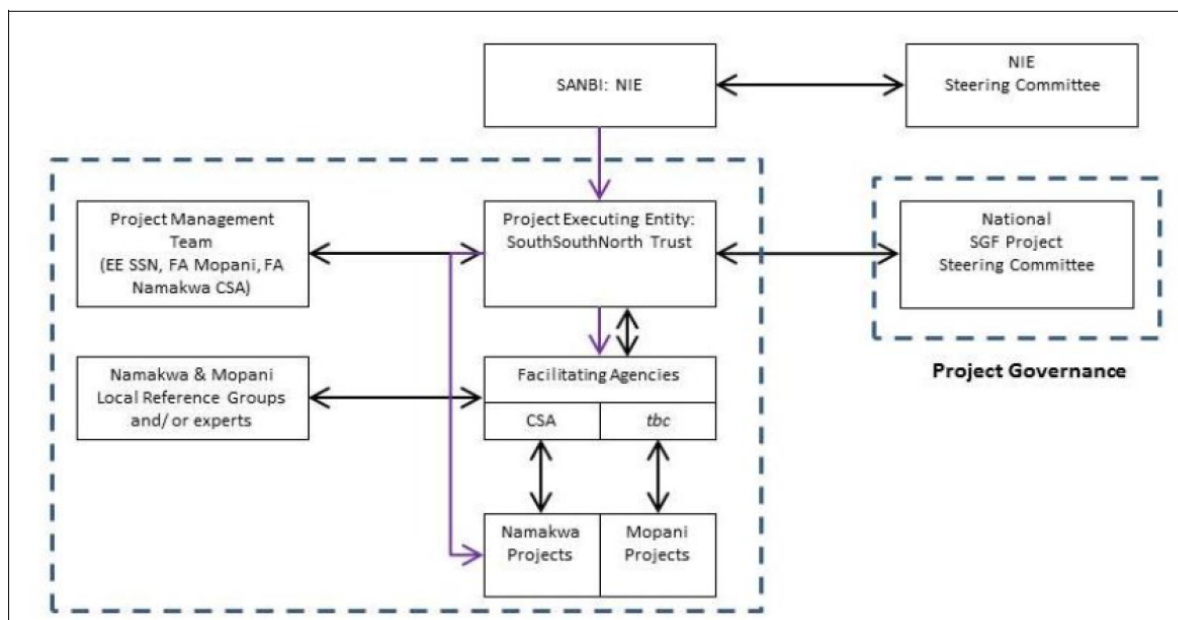 SANBI: NIE
NIE
Steering Committee
Project Management
Team
(EE SSN, FA Mopani, FA
Namakwa CSA)
Project Executing Entity:
SouthSouthNorth Trust
National
SGF Project
Steering Committee
Project Governance
Namakwa & Mopani
Local Reference Groups
and/ or experts
Facilitating Agencies
CSA
tbc
Namakwa
Projects
Mopani
Projects